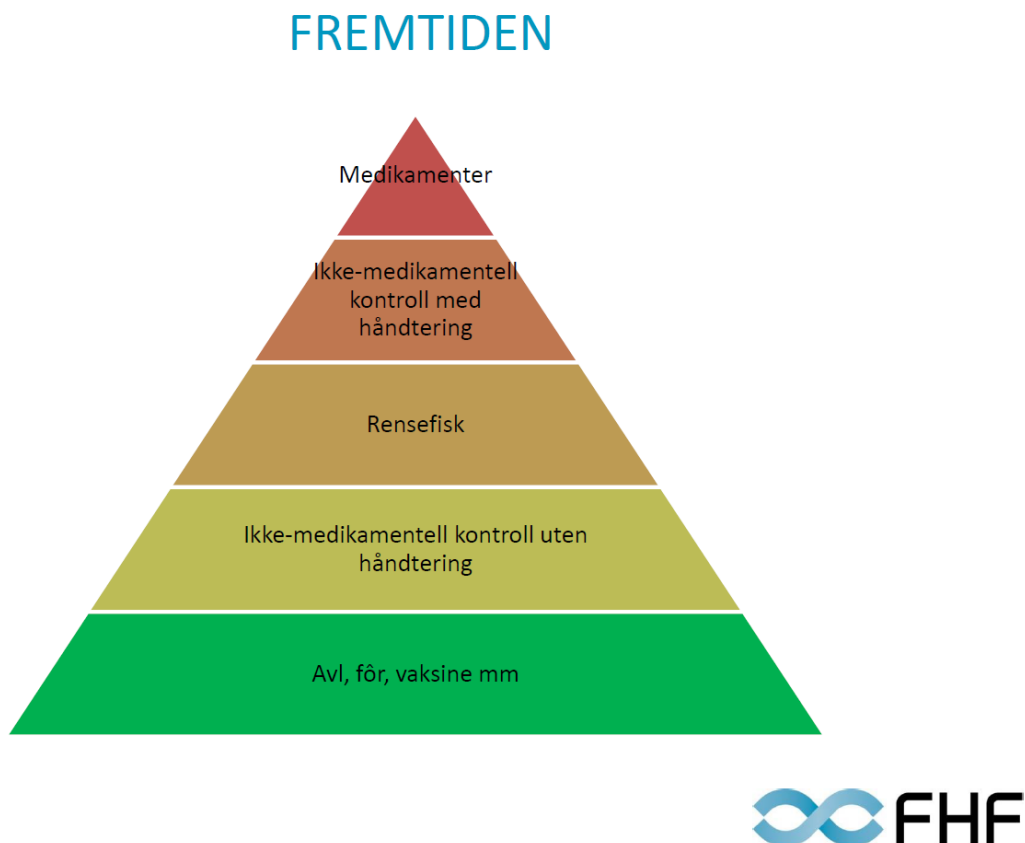 FREMTIDEN
Medikamenter
Ikke-medikamentell
kontroll med
håndtering
Rensefisk
Ikke-medikamentell kontroll uten
håndtering
Avl, fôr, vaksine mm
FHF